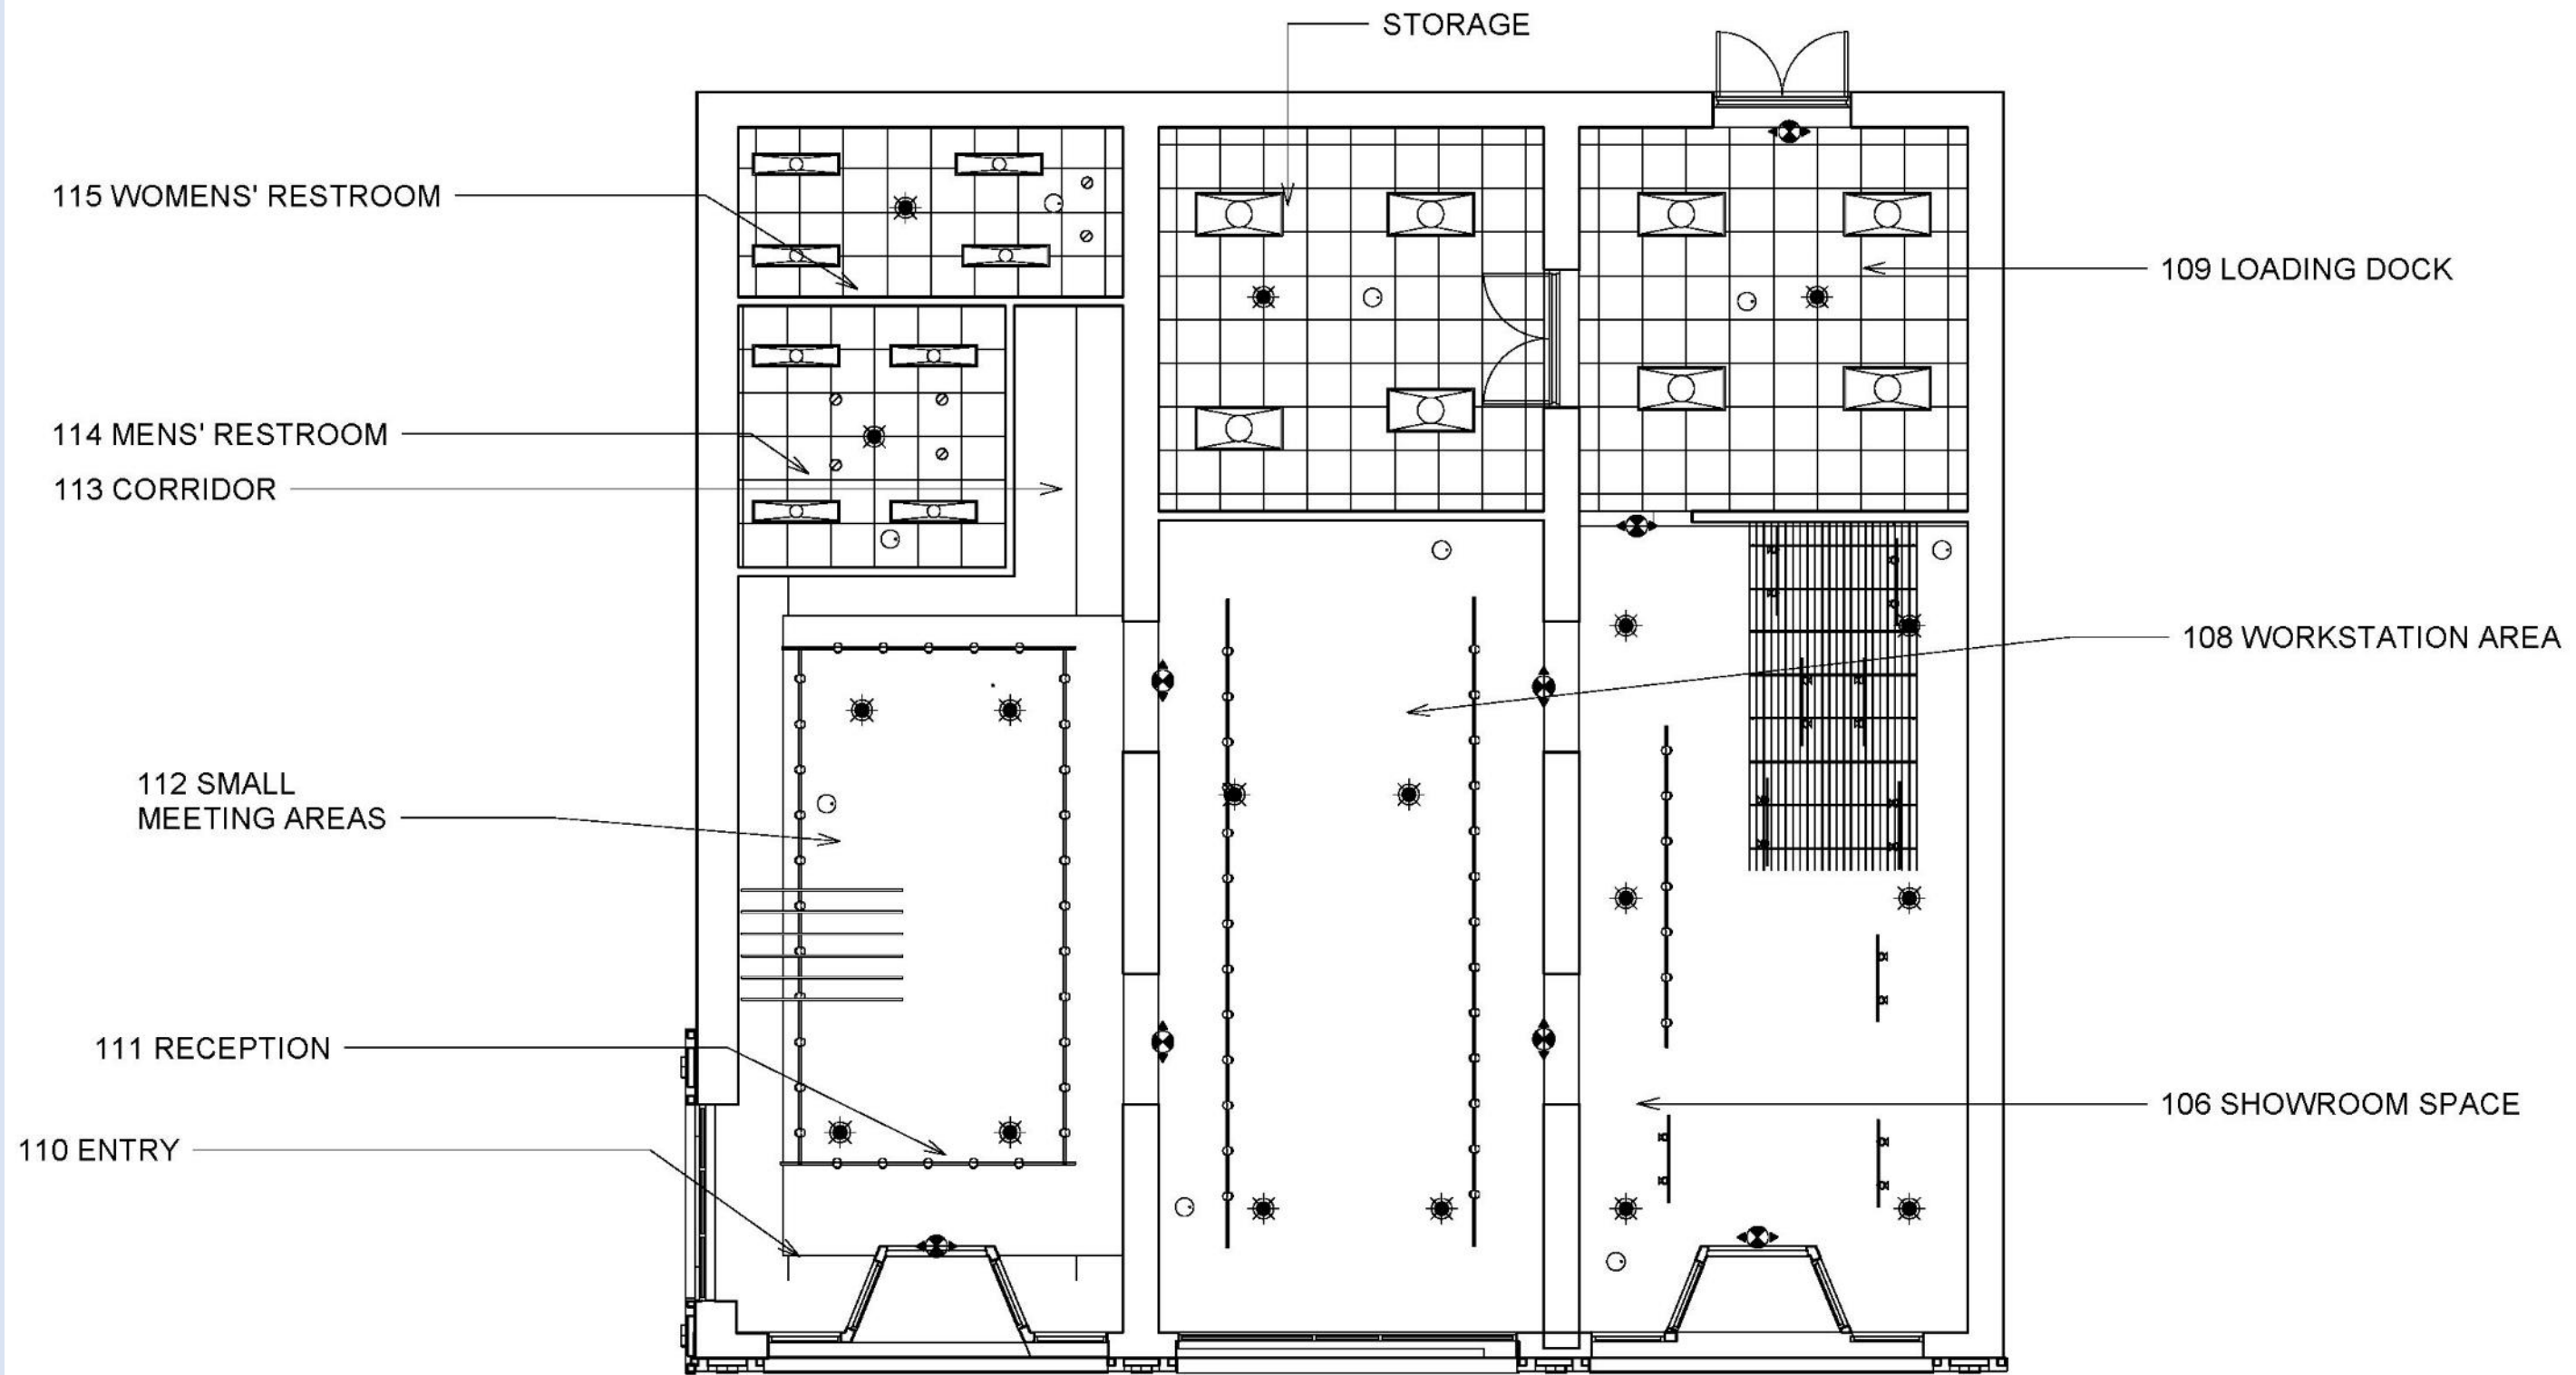 STORAGE
115 WOMENS' RESTROOM
109 LOADING DOCK
114 MENS' RESTROOM
113 CORRIDOR
108 WORKSTATION AREA
112 SMALL
MEETING AREAS
111 RECEPTION
106 SHOWROOM SPACE
110 ENTRY